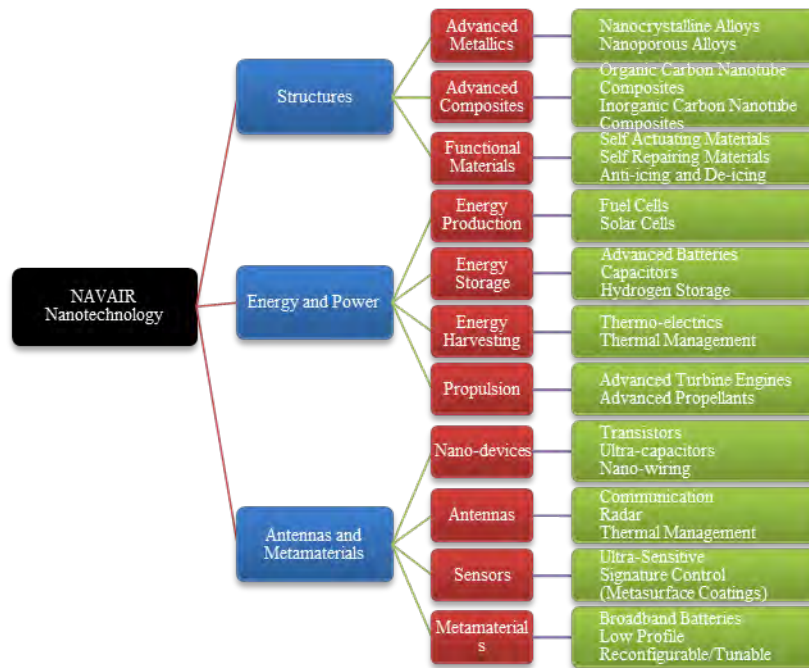 NAVAIR
Nanotechnology
Structures
Advanced
Metallics
Nanocrystalline Alloys
Nanoporous Alloys
Advanced
Composites
Organic Carbon Nanotube
Composites
Inorganic Carbon Nanotube
Composites
Functional
Materials
Self Actuating Materials
Self Repairing Materials
Anti-icing and De-icing
Energy and Power
Energy
Production
Fuel Cells
Solar Cells
Energy
Storage
Advanced Batteries
Capacitors
Hydrogen Storage
Energy
Harvesting
Thermo-electrics
Thermal Management
Propulsion
Advanced Turbine Engines
Advanced Propellants
Antennas and
Metamaterials
Nano-devices
Transistors
Ultra-capacitors
Nano-wiring
Antennas
Communication
Radar
Thermal Management
Sensors
Ultra-Sensitive
Signature Control
(Metasurface Coatings)
Metamaterial
s
Broadband Batteries
Low Profile
Reconfigurable/Tunable